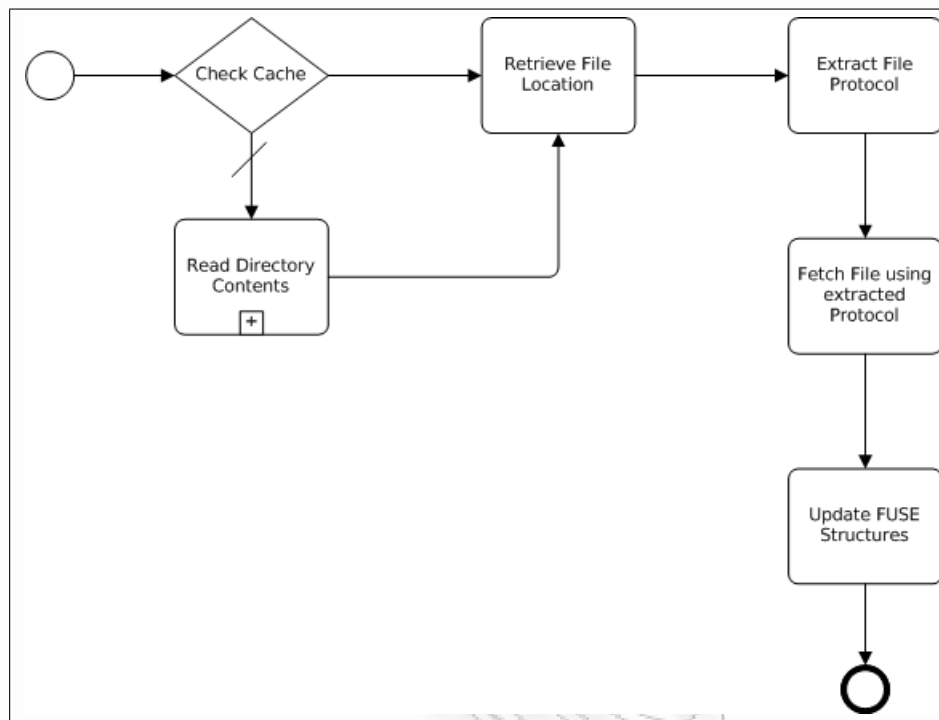 Check Cache
Retrieve File
Location
Extract File
Protocol
Read Directory
Contents
+
Fetch File using
extracted
Protocol
Update FUSE
Structures